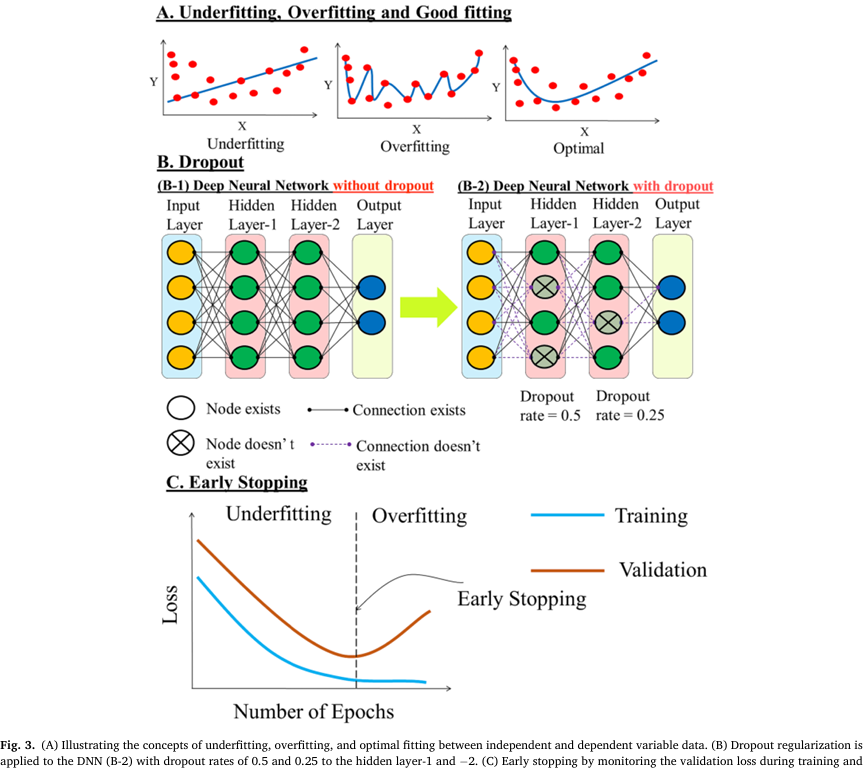 A. Underfitting, Overfitting and Good fitting
Y
X
Underfitting
Y
X
Overfitting
Y
X
Optimal
B. Dropout
(B-1) Deep Neural Network without dropout
Input Layer
Hidden Layer-1
Hidden Layer-2
Output Layer
(B-2) Deep Neural Network with dropout
Input Layer
Hidden Layer-1
Hidden Layer-2
Output Layer
Dropout rate = 0.5
Dropout rate = 0.25
Node exists
Connection exists
Node doesn't exist
Connection doesn't exist
C. Early Stopping
Underfitting
Overfitting
Training
Validation
Early Stopping
Loss
Number of Epochs
Fig. 3. (A) Illustrating the concepts of underfitting, overfitting, and optimal fitting between independent and dependent variable data. (B) Dropout regularization is
applied to the DNN (B-2) with dropout rates of 0.5 and 0.25 to the hidden layer-1 and −2. (C) Early stopping by monitoring the validation loss during training and